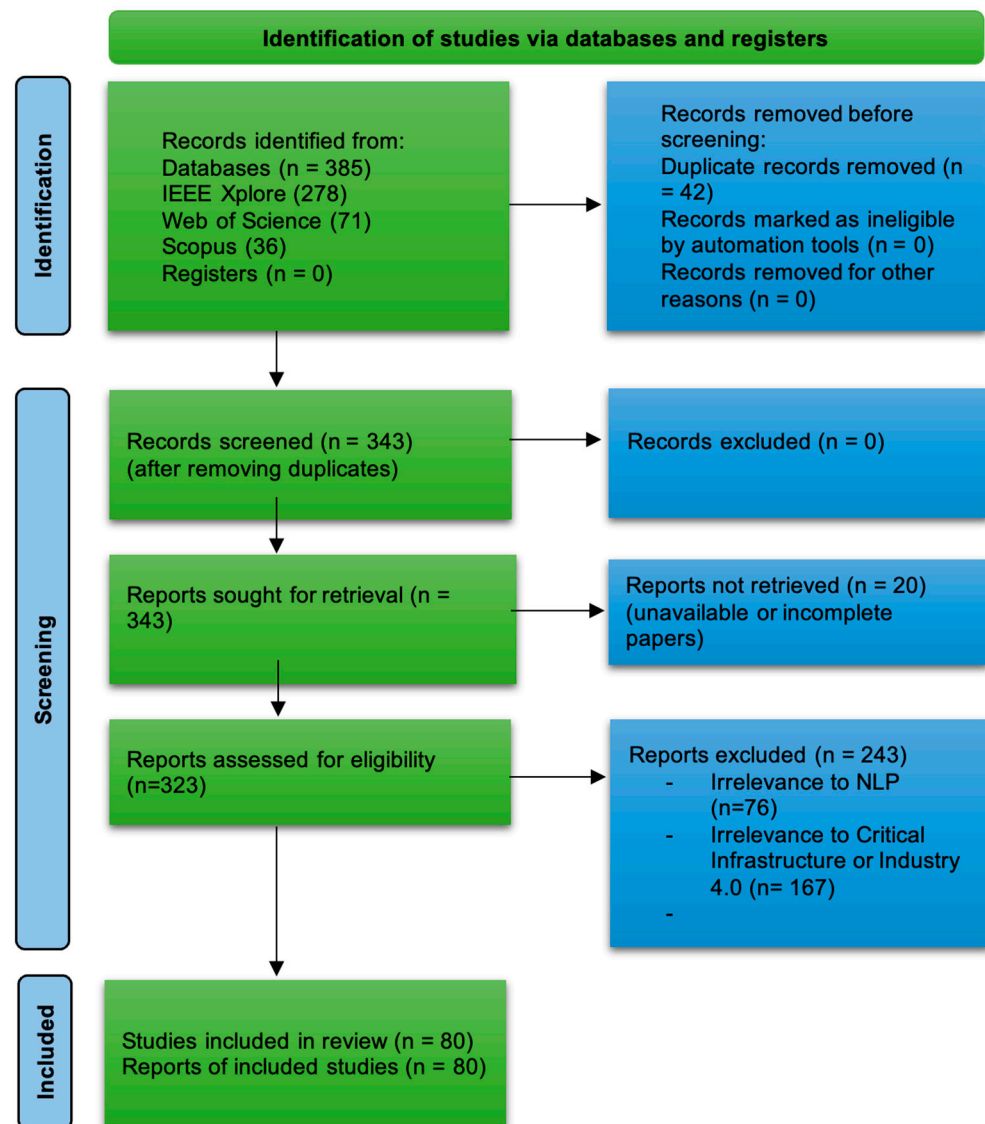 Identification of studies via databases and registers
Identification
Records identified from:
Databases (n = 385)
IEEE Xplore (278)
Web of Science (71)
Scopus (36)
Registers (n = 0)
Records removed before
screening:
Duplicate records removed (n
= 42)
Records marked as ineligible
by automation tools (n = 0)
Records removed for other
reasons (n = 0)
Screening
Records screened (n = 343)
(after removing duplicates)
Records excluded (n = 0)
Reports sought for retrieval (n =
343)
Reports not retrieved (n = 20)
(unavailable or incomplete
papers)
Reports assessed for eligibility
(n=323)
Reports excluded (n = 243)
- Irrelevance to NLP
(n=76)
- Irrelevance to Critical
Infrastructure or Industry
4.0 (n= 167)
-
Included
Studies included in review (n = 80)
Reports of included studies (n = 80)